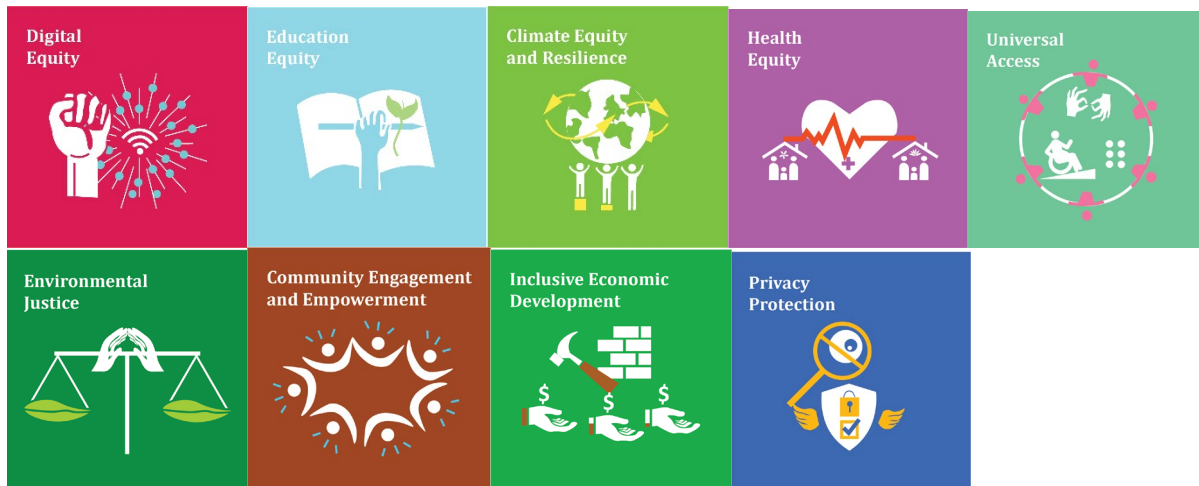 Digital
Equity
Education
Equity
Climate Equity
and Resilience
Health
Equity
Universal
Access
Environmental
Justice
Community Engagement
and Empowerment
Inclusive Economic
Development
$
$
$
Privacy
Protection